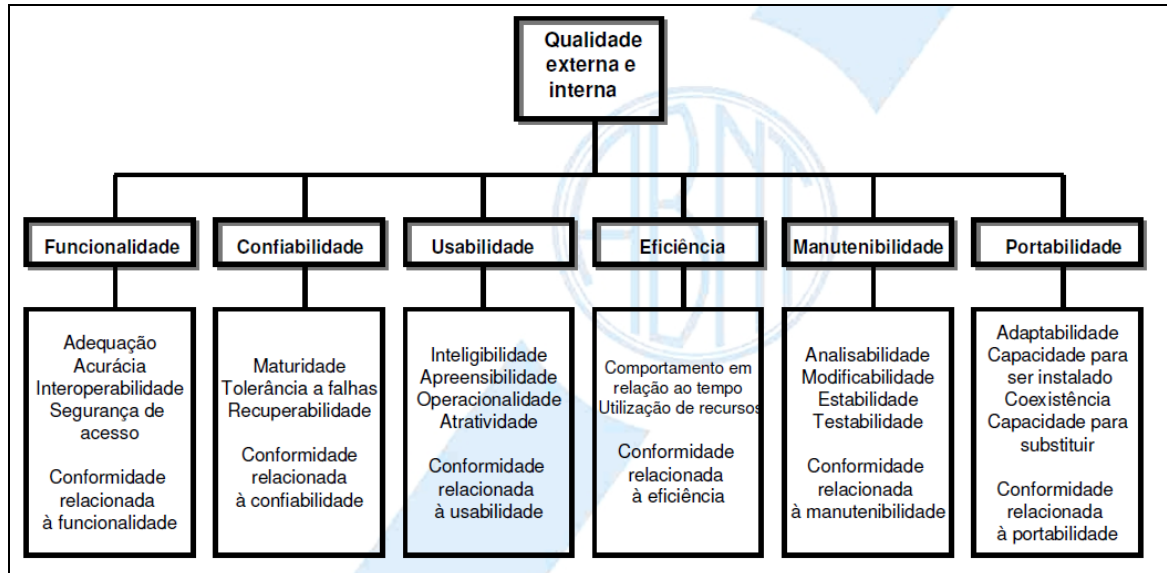 Qualidade
externa e
interna
Funcionalidade
Confiabilidade
Usabilidade
Eficiência
Manutenibilidade
Portabilidade
Adequação
Acurácia
Interoperabilidade
Segurança de
acesso
Conformidade
relacionada
à funcionalidade
Maturidade
Tolerância a falhas
Recuperabilidade
Conformidade
relacionada
à confiabilidade
Inteligibilidade
Apreensibilidade
Operacionalidade
Atratividade
Conformidade
relacionada
à usabilidade
Comportamento em
relação ao tempo
Utilização de recursos
Conformidade
relacionada
à eficiência
Analisabilidade
Modificabilidade
Estabilidade
Testabilidade
Conformidade
relacionada
à manutenibilidade
Adaptabilidade
Capacidade para
ser instalado
Coexistência
Capacidade para
substituir
Conformidade
relacionada
à portabilidade
ABNT